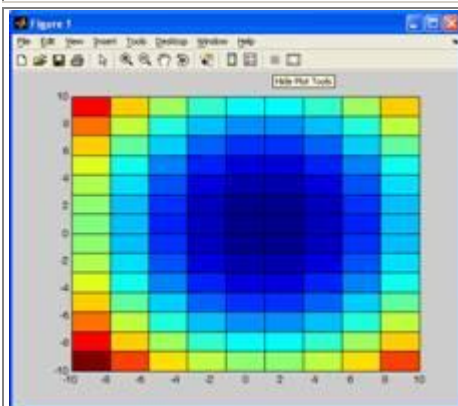 Figure 1
File Edit View Insert Tools Desktop Window Help
Hide Plot Tools
10
8
6
4
2
0
-2
-4
-6
-8
-10
-10 -8 -6 -4 -2 0 2 4 6 8 10